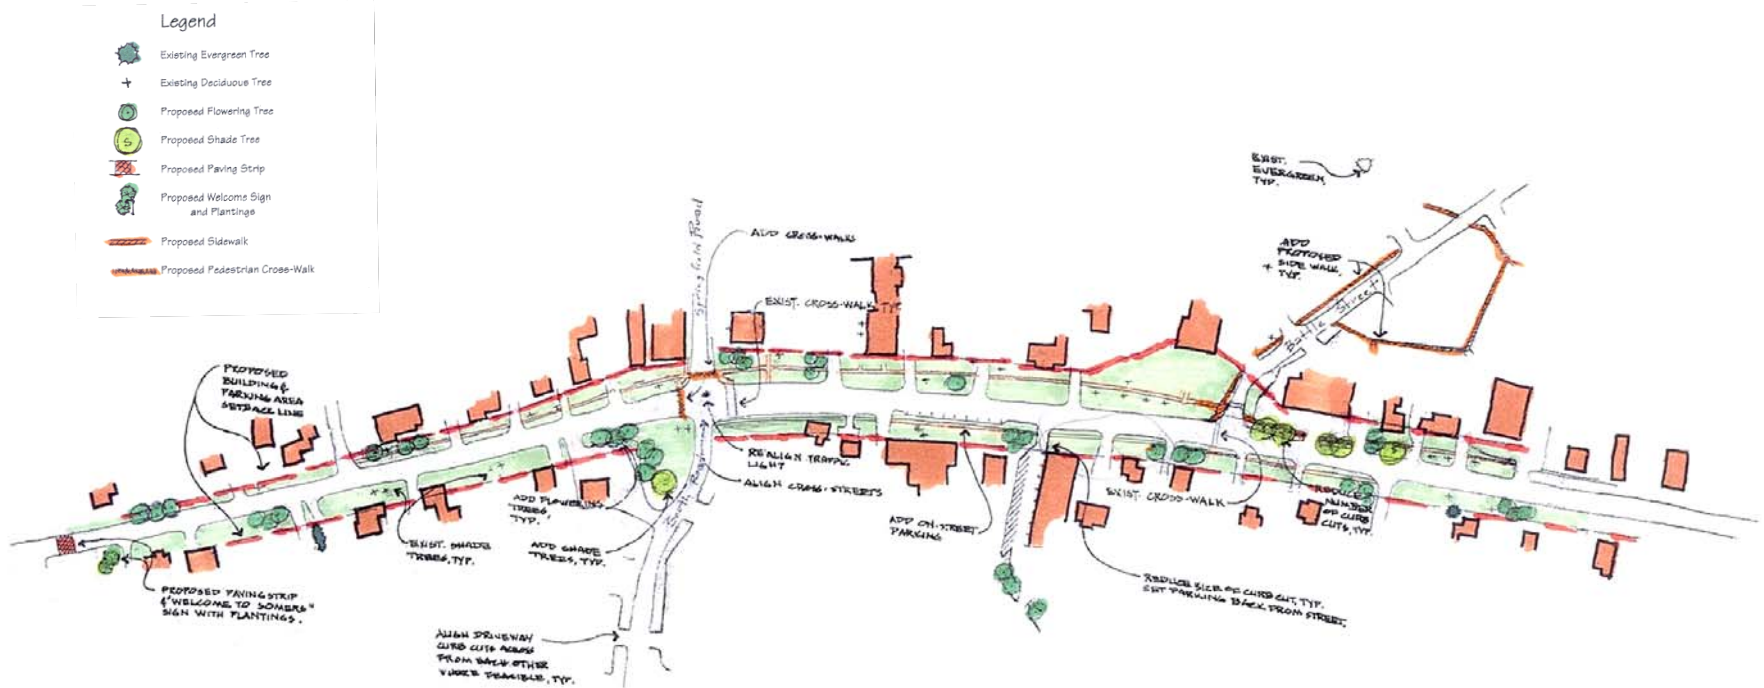 Legend
Existing Evergreen Tree
Existing Deciduous Tree
Proposed Flowering Tree
S
Proposed Shade Tree
Proposed Paving Strip
Proposed Welcome Sign
and Plantings
Proposed Sidewalk
Proposed Pedestrian Cross-Walk
EXIST.
EVERGREEN,
TYP.
Springfield Road
ADD CROSS-WALKS
ADD
PROPOSED
SIDE WALK,
TYP.
EXIST. CROSS-WALK, TYP.
Battle Street
PROPOSED
BUILDING &
PARKING AREA
SETBACK LINE
REALIGN TRAFFIC
LIGHT
ALIGN CROSS-STREETS
South Road
ADD FLOWERING
TREES
TYP.
EXIST. CROSS-WALK
REDUCE
NUMBER
OF CURB
CUTS, TYP.
ADD ON-STREET
PARKING
EXIST. SHADE
TREES, TYP.
ADD SHADE
TREES, TYP.
REDUCE SIZE OF CURB CUT, TYP.
SET PARKING BACK FROM STREET.
PROPOSED PAVING STRIP
& "WELCOME TO SOMERS"
SIGN WITH PLANTINGS.
ALIGN DRIVEWAY
CURB CUTS ACROSS
FROM EACH OTHER
WHERE FEASIBLE, TYP.